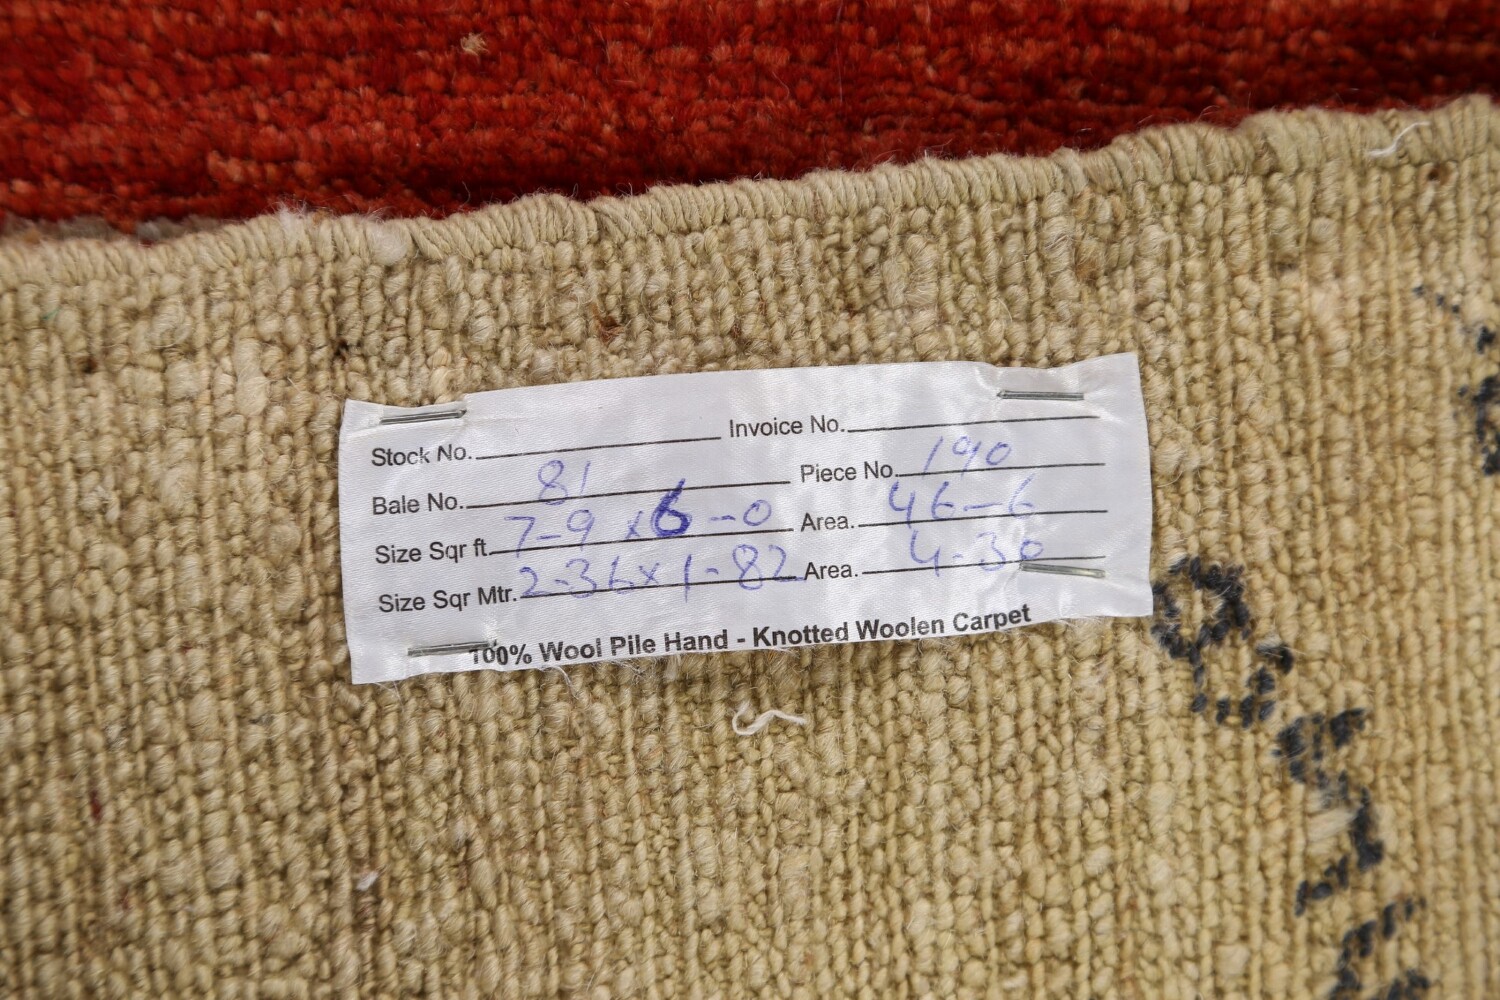 Stock No. Invoice No.
Bale No. 81 Piece No. 190
Size Sqr ft. 7-9 x 6-0 Area. 46-6
Size Sqr Mtr. 2-36 x 1-82 Area. 4-30
100% Wool Pile Hand - Knotted Woolen Carpet